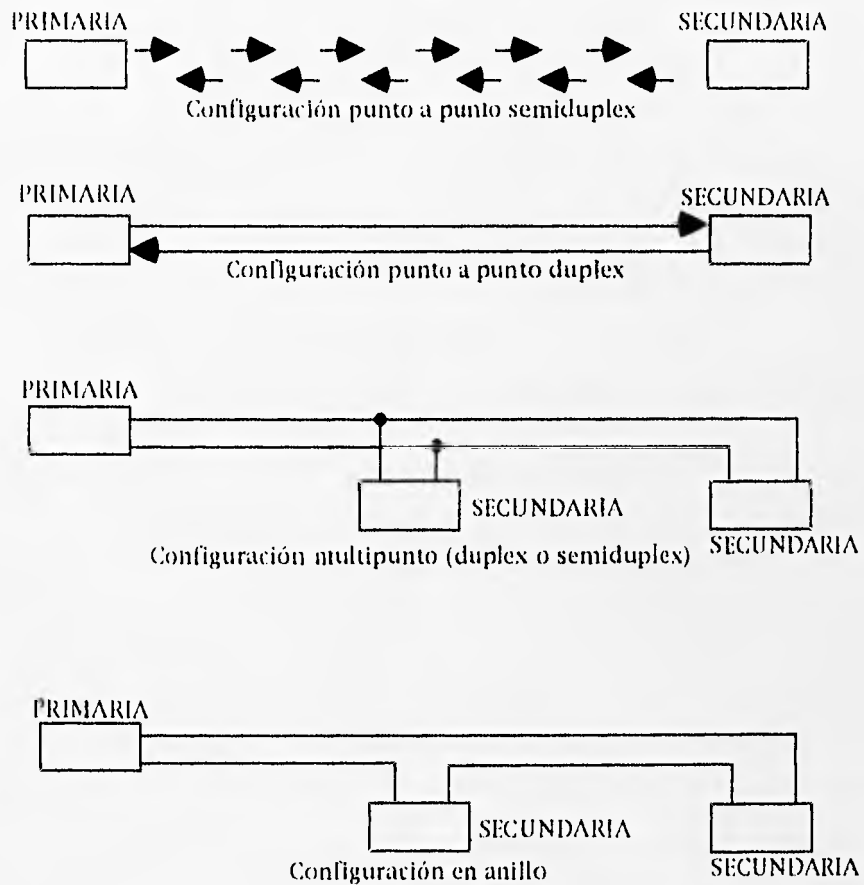 PRIMARIA SECUNDARIA
Configuración punto a punto semiduplex
PRIMARIA SECUNDARIA
Configuración punto a punto duplex
PRIMARIA
SECUNDARIA
SECUNDARIA
Configuración multipunto (duplex o semiduplex)
PRIMARIA
SECUNDARIA
SECUNDARIA
Configuración en anillo